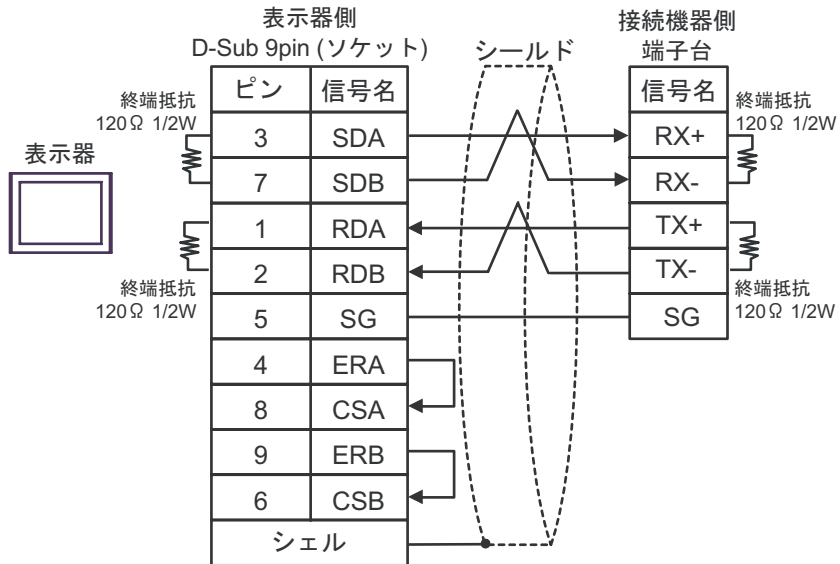 表示器側
D-Sub 9pin (ソケット)
シールド
接続機器側
端子台
ピン 信号名
信号名
終端抵抗
120Ω 1/2W
終端抵抗
120Ω 1/2W
表示器
3 SDA
RX+
7 SDB
RX-
1 RDA
TX+
2 RDB
TX-
終端抵抗
120Ω 1/2W
終端抵抗
120Ω 1/2W
5 SG
SG
4 ERA
8 CSA
9 ERB
6 CSB
シェル